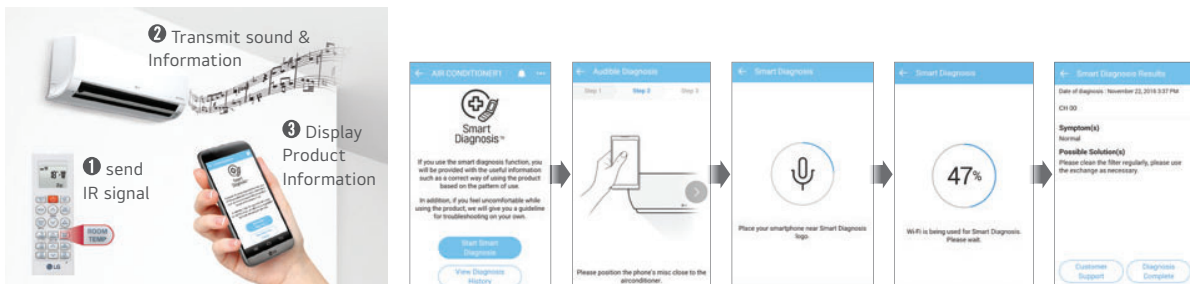 ❷ Transmit sound &
Information
❸ Display
Product
Information
❶ send
IR signal
ROOM
TEMP
LG
← AIR CONDITIONER1
Smart
Diagnosis™
If you use the smart diagnosis function, you
will be provided with the useful information
such as a correct way of using the product
based on the pattern of use.
In addition, if you feel uncomfortable while
using the product, we will give you a guideline
for troubleshooting on your own.
Start Smart
Diagnosis
View Diagnosis
History
← Audible Diagnosis
Step 1 Step 2 Step 3
Please position the phone's misc close to the
airconditioner.
← Smart Diagnosis
Place your smartphone near Smart Diagnosis
logo.
← Smart Diagnosis
47%
Wi-Fi is being used for Smart Diagnosis.
Please wait.
← Smart Diagnosis Results
Date of diagnosis : November 22, 2016 3:37 PM
CH 00
Symptom(s)
Normal
Possible Solution(s)
Please clean the filter regularly, please use
the exchange as necessary.
Customer
Support
Diagnosis
Complete